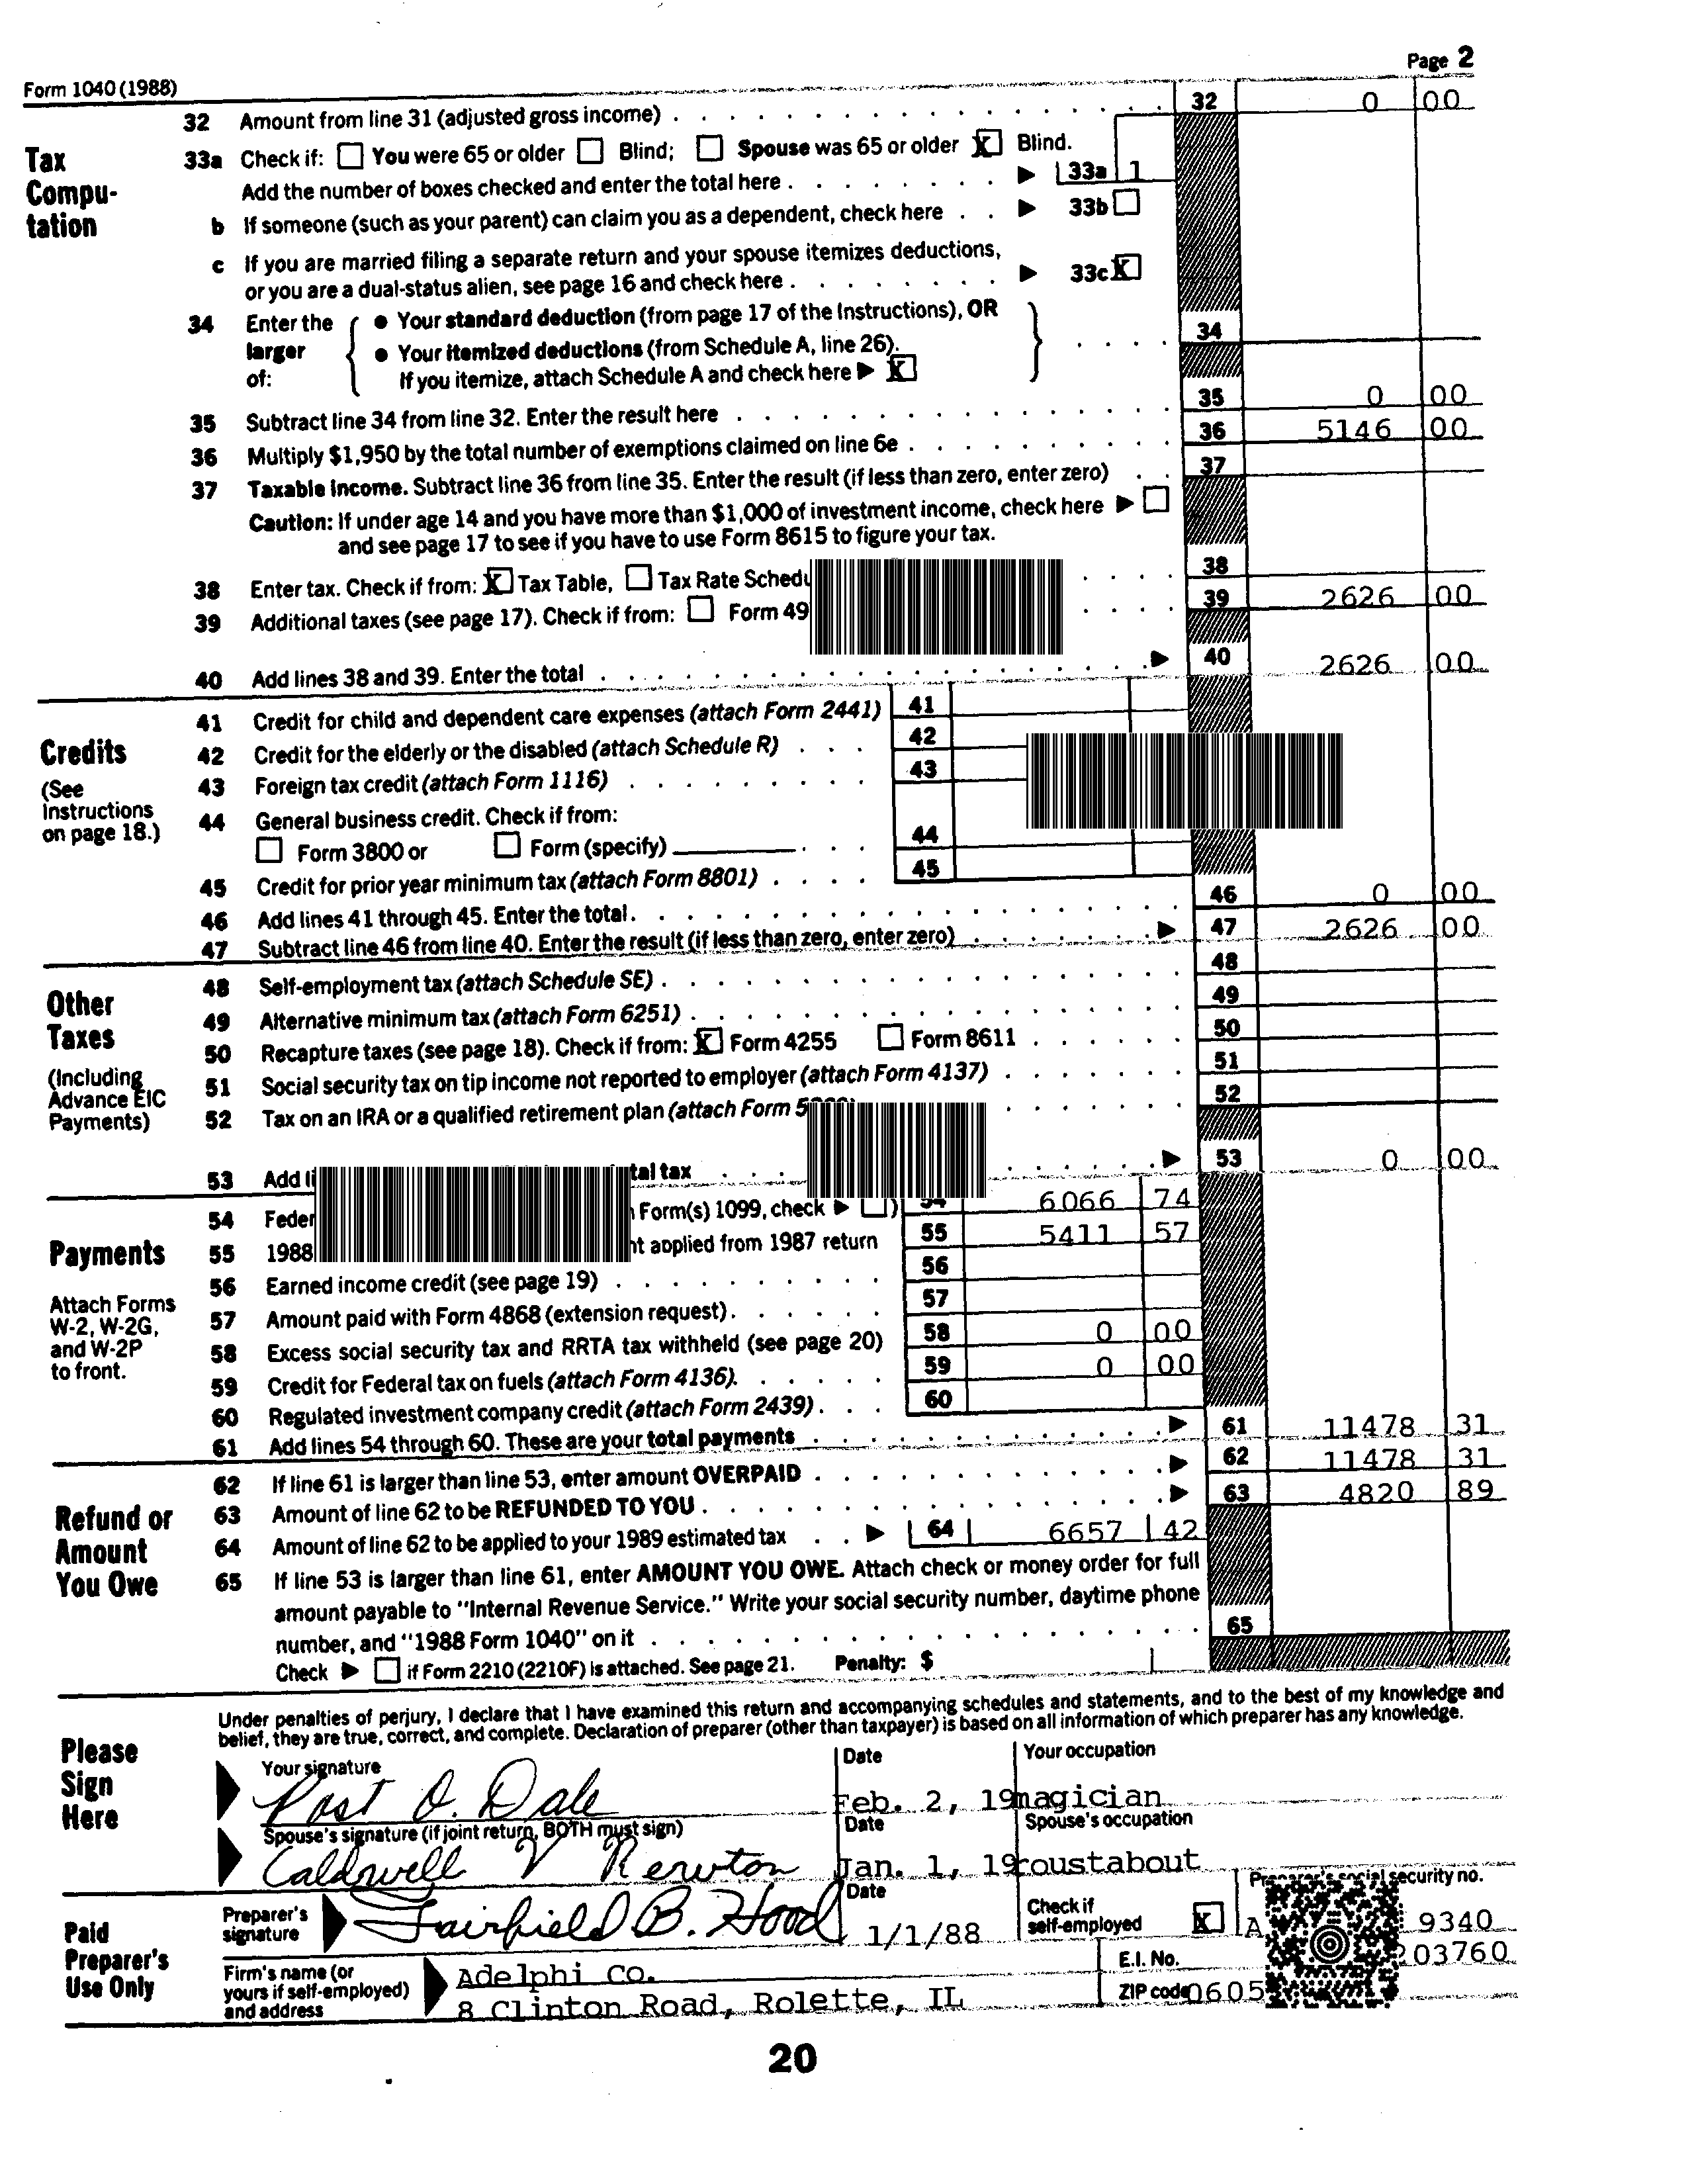 Form 1040 (1988) Page 2
32 Amount from line 31 (adjusted gross income) . . . . . . . . . . . . . . 32 0 00
Tax Compu- tation
33a Check if: You were 65 or older Blind; Spouse was 65 or older X Blind.
Add the number of boxes checked and enter the total here . . . . . . . . ▶ 33a 1
b If someone (such as your parent) can claim you as a dependent, check here . . ▶ 33b
c If you are married filing a separate return and your spouse itemizes deductions,
or you are a dual-status alien, see page 16 and check here . . . . . . . . ▶ 33c X
34 Enter the larger of:
● Your standard deduction (from page 17 of the Instructions), OR
● Your itemized deductions (from Schedule A, line 26). . . . . 34
If you itemize, attach Schedule A and check here ▶ X
35 Subtract line 34 from line 32. Enter the result here . . . . . . . . . . . . . . 35 0 00
36 Multiply $1,950 by the total number of exemptions claimed on line 6e . . . . . . . . . . 36 5146 00
37 Taxable income. Subtract line 36 from line 35. Enter the result (if less than zero, enter zero) . . 37
Caution: If under age 14 and you have more than $1,000 of investment income, check here ▶
and see page 17 to see if you have to use Form 8615 to figure your tax.
38 Enter tax. Check if from: X Tax Table, Tax Rate . . . . 38
39 Additional taxes (see page 17). Check if from: Form . . . . 39 2626 00
40 Add lines 38 and 39. Enter the total . . . . . . . . . . . . . . ▶ 40 2626 00
Credits
(See Instructions on page 18.)
41 Credit for child and dependent care expenses (attach Form 2441) 41
42 Credit for the elderly or the disabled (attach Schedule R) . . . 42
43 Foreign tax credit (attach Form 1116) . . . . . . . . . 43
44 General business credit. Check if from:
Form 3800 or Form (specify) . . . 44
45 Credit for prior year minimum tax (attach Form 8801) . . . . 45
46 Add lines 41 through 45. Enter the total. . . . . . . . . . . . . . . 46 0 00
47 Subtract line 46 from line 40. Enter the result (if less than zero, enter zero) . . . . . . . ▶ 47 2626 00
Other Taxes
(Including Advance EIC Payments)
48 Self-employment tax (attach Schedule SE) . . . . . . . . . . . . . . 48
49 Alternative minimum tax (attach Form 6251) . . . . . . . . . . . . . . 49
50 Recapture taxes (see page 18). Check if from: X Form 4255 Form 8611 . . . . . . 50
51 Social security tax on tip income not reported to employer (attach Form 4137) . . . . . . . 51
52 Tax on an IRA or a qualified retirement plan (attach Form . . . . . . 52
53 Add tax . . . . . . . . . ▶ 53 0 00
Payments
Attach Forms W-2, W-2G, and W-2P to front.
54 Form(s) 1099, check ▶ ) 54 6066 74
55 1988 applied from 1987 return 55 5411 57
56 Earned income credit (see page 19) . . . . . . . . . . 56
57 Amount paid with Form 4868 (extension request). . . . . . 57
58 Excess social security tax and RRTA tax withheld (see page 20) 58 0 00
59 Credit for Federal tax on fuels (attach Form 4136). . . . . . 59 0 00
60 Regulated investment company credit (attach Form 2439) . . . 60
61 Add lines 54 through 60. These are your total payments . . . . . . . . . . . . ▶ 61 11478 31
Refund or Amount You Owe
62 If line 61 is larger than line 53, enter amount OVERPAID . . . . . . . . . . . . ▶ 62 11478 31
63 Amount of line 62 to be REFUNDED TO YOU . . . . . . . . . . . . . . . ▶ 63 4820 89
64 Amount of line 62 to be applied to your 1989 estimated tax . . ▶ 64 6657 42
65 If line 53 is larger than line 61, enter AMOUNT YOU OWE. Attach check or money order for full
amount payable to "Internal Revenue Service." Write your social security number, daytime phone
number, and "1988 Form 1040" on it . . . . . . . . . . . . . . . . 65
Check ▶ if Form 2210 (2210F) is attached. See page 21. Penalty: $
Please Sign Here
Under penalties of perjury, I declare that I have examined this return and accompanying schedules and statements, and to the best of my knowledge and
belief, they are true, correct, and complete. Declaration of preparer (other than taxpayer) is based on all information of which preparer has any knowledge.
Your signature Date Your occupation
Post O. Dale Feb. 2, 19 magician
Spouse's signature (if joint return, BOTH must sign) Date Spouse's occupation
Caldwell V Newton Jan. 1, 19 roustabout
Paid Preparer's Use Only
Preparer's signature Fairfield B. Hood Date 1/1/88 Check if self-employed X Preparer's social security no. 9340
Firm's name (or yours if self-employed) and address
Adelphi Co. E.I. No. 203760
8 Clinton Road, Rolette, IL ZIP code 0605
20